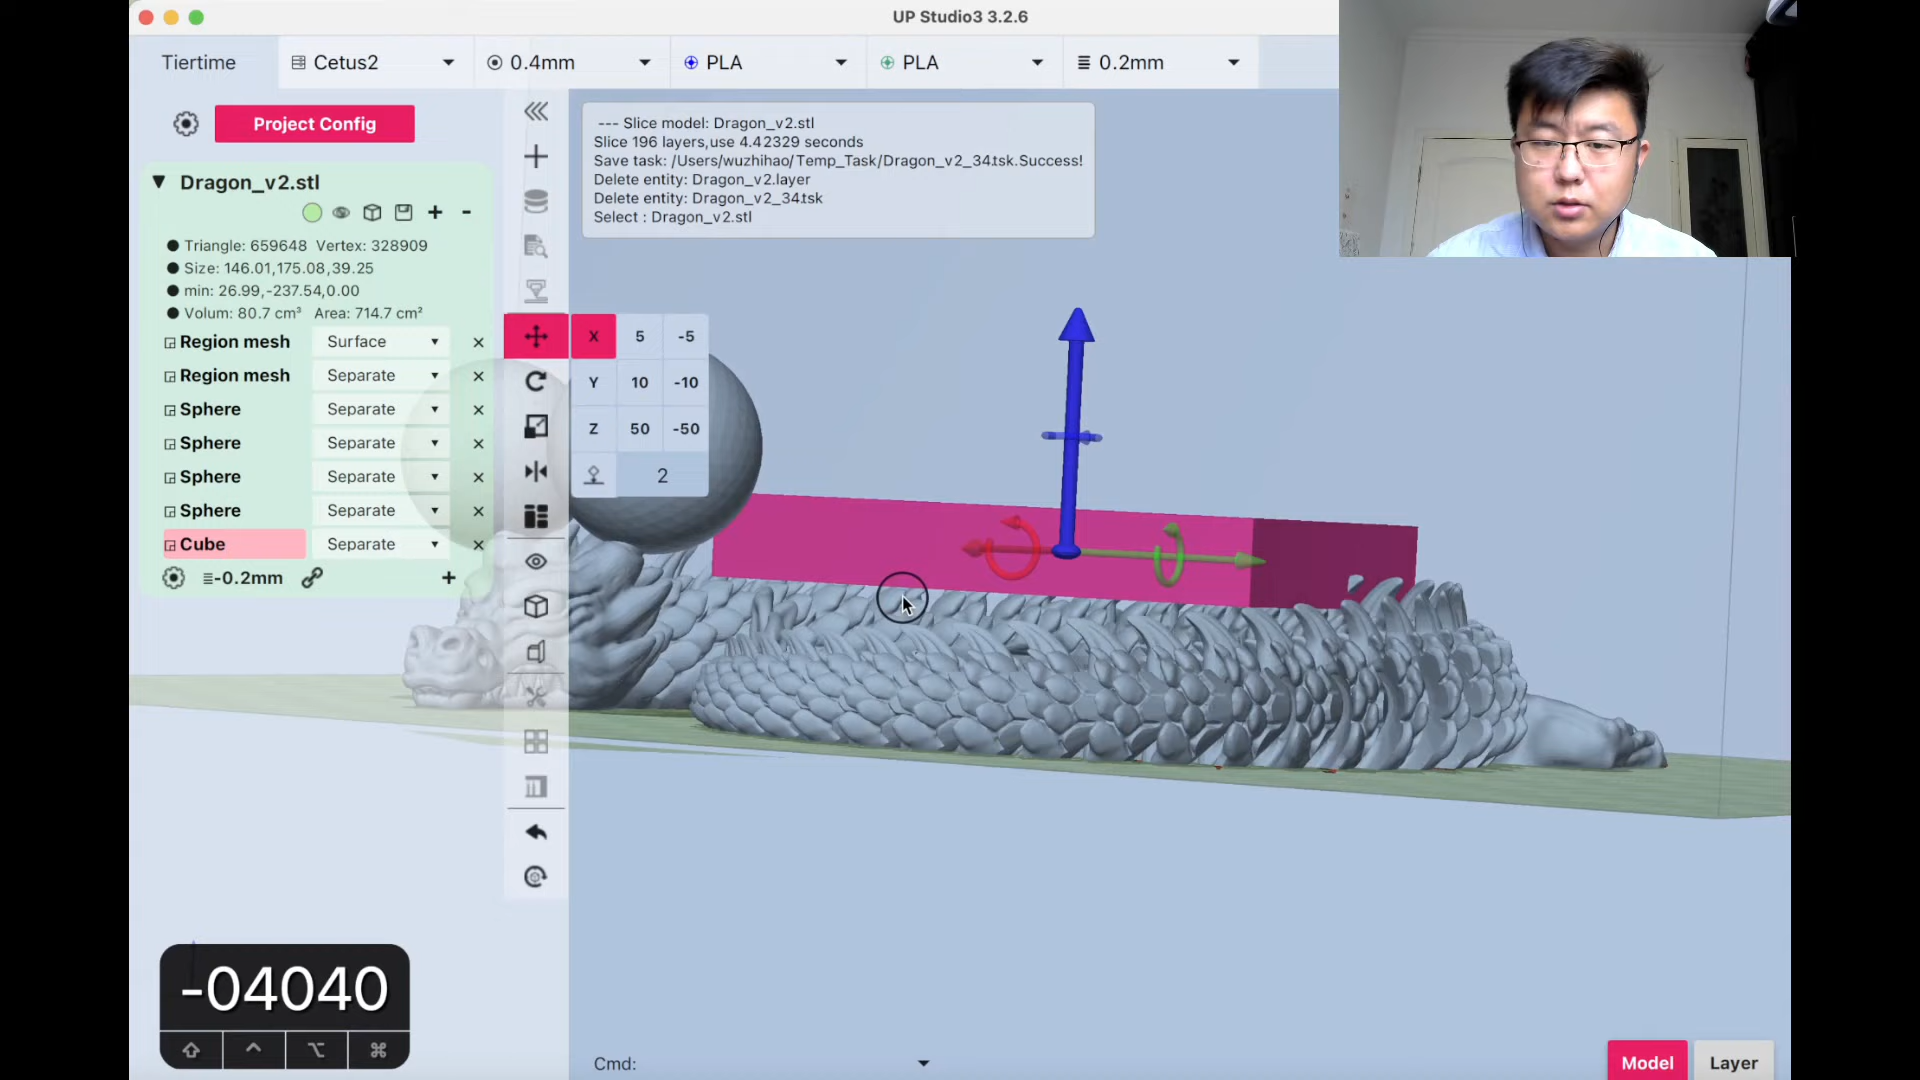 UP Studio3 3.2.6
Tiertime
Cetus2
0.4mm
PLA
PLA
0.2mm
Project Config
Dragon_v2.stl
Triangle: 659648 Vertex: 328909
Size: 146.01,175.08,39.25
min: 26.99,-237.54,0.00
Volum: 80.7 cm³ Area: 714.7 cm²
Region mesh Surface
Region mesh Separate
Sphere Separate
Sphere Separate
Sphere Separate
Sphere Separate
Cube Separate
-0.2mm
--- Slice model: Dragon_v2.stl
Slice 196 layers,use 4.42329 seconds
Save task: /Users/wuzhihao/Temp_Task/Dragon_v2_34.tsk.Success!
Delete entity: Dragon_v2.layer
Delete entity: Dragon_v2_34.tsk
Select : Dragon_v2.stl
X 5 -5
Y 10 -10
Z 50 -50
2
-04040
Cmd:
Model
Layer